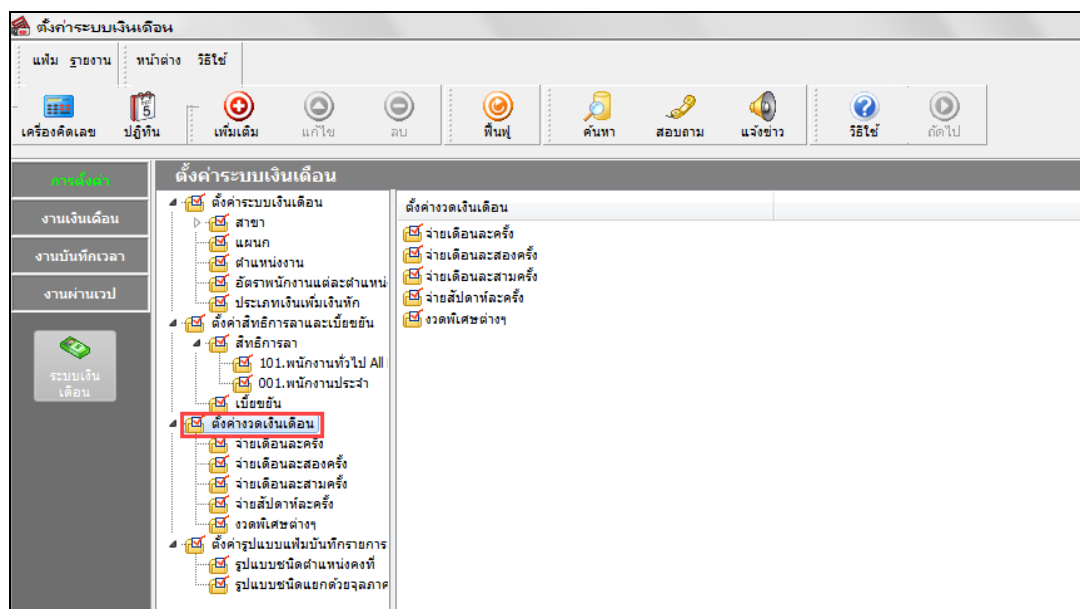 ตั้งค่าระบบเงินเดือน
แฟ้ม รายงาน หน้าต่าง วิธีใช้
5
เครื่องคิดเลข ปฏิทิน เพิ่มเติม แก้ไข ลบ ฟื้นฟู ค้นหา สอบถาม แจ้งข่าว วิธีใช้ ถัดไป
การตั้งค่า
งานเงินเดือน
งานบันทึกเวลา
งานผ่านเวป
ระบบเงิน
เดือน
ตั้งค่าระบบเงินเดือน
ตั้งค่าระบบเงินเดือน
สาขา
แผนก
ตำแหน่งงาน
อัตราพนักงานแต่ละตำแหน่
ประเภทเงินเพิ่มเงินหัก
ตั้งค่าสิทธิการลาและเบี้ยขยัน
สิทธิการลา
101.พนักงานทั่วไป All
001.พนักงานประจำ
เบี้ยขยัน
ตั้งค่างวดเงินเดือน
จ่ายเดือนละครั้ง
จ่ายเดือนละสองครั้ง
จ่ายเดือนละสามครั้ง
จ่ายสัปดาห์ละครั้ง
งวดพิเศษต่างๆ
ตั้งค่ารูปแบบแฟ้มบันทึกรายการ
รูปแบบชนิดตำแหน่งคงที่
รูปแบบชนิดแยกด้วยจุลภาค
ตั้งค่างวดเงินเดือน
จ่ายเดือนละครั้ง
จ่ายเดือนละสองครั้ง
จ่ายเดือนละสามครั้ง
จ่ายสัปดาห์ละครั้ง
งวดพิเศษต่างๆ